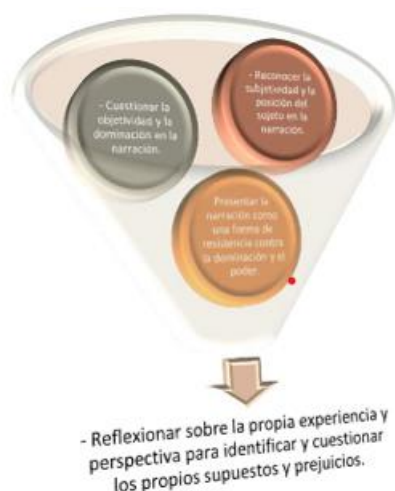 - Cuestionar la
objetividad y la
dominación en la
narración.
- Reconocer la
subjetividad y la
posición del
sujeto en la
narración.
Presentar la
narración como
una forma de
resistencia contra
la dominación y el
poder.
- Reflexionar sobre la propia experiencia y
perspectiva para identificar y cuestionar
los propios supuestos y prejuicios.